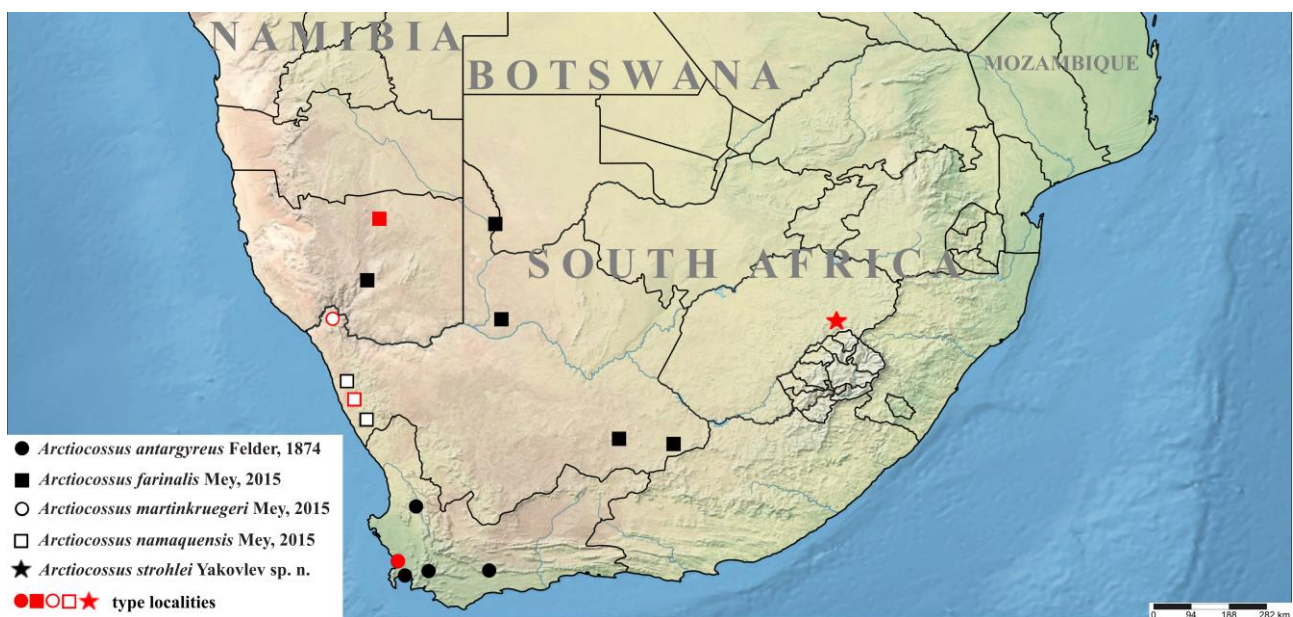 NAMIBIA
BOTSWANA
MOZAMBIQUE
SOUTH AFRICA
Arctiocossus antargyreus Felder, 1874
Arctiocossus farinalis Mey, 2015
Arctiocossus martinkruegeri Mey, 2015
Arctiocossus namaquensis Mey, 2015
Arctiocossus strohlei Yakovlev sp. n.
type localities
0 94 188 282 km